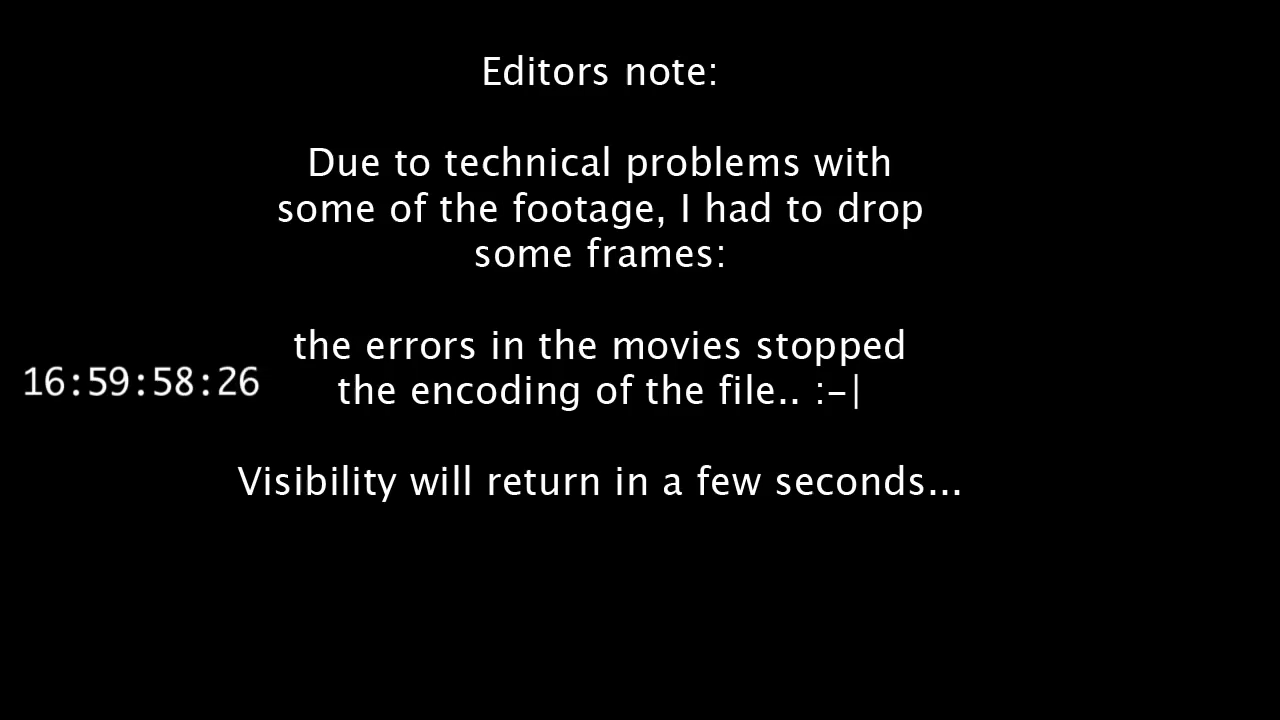 Editors note:
Due to technical problems with
some of the footage, I had to drop
some frames:
the errors in the movies stopped
16:59:58:26
the encoding of the file.. :-|
Visibility will return in a few seconds...